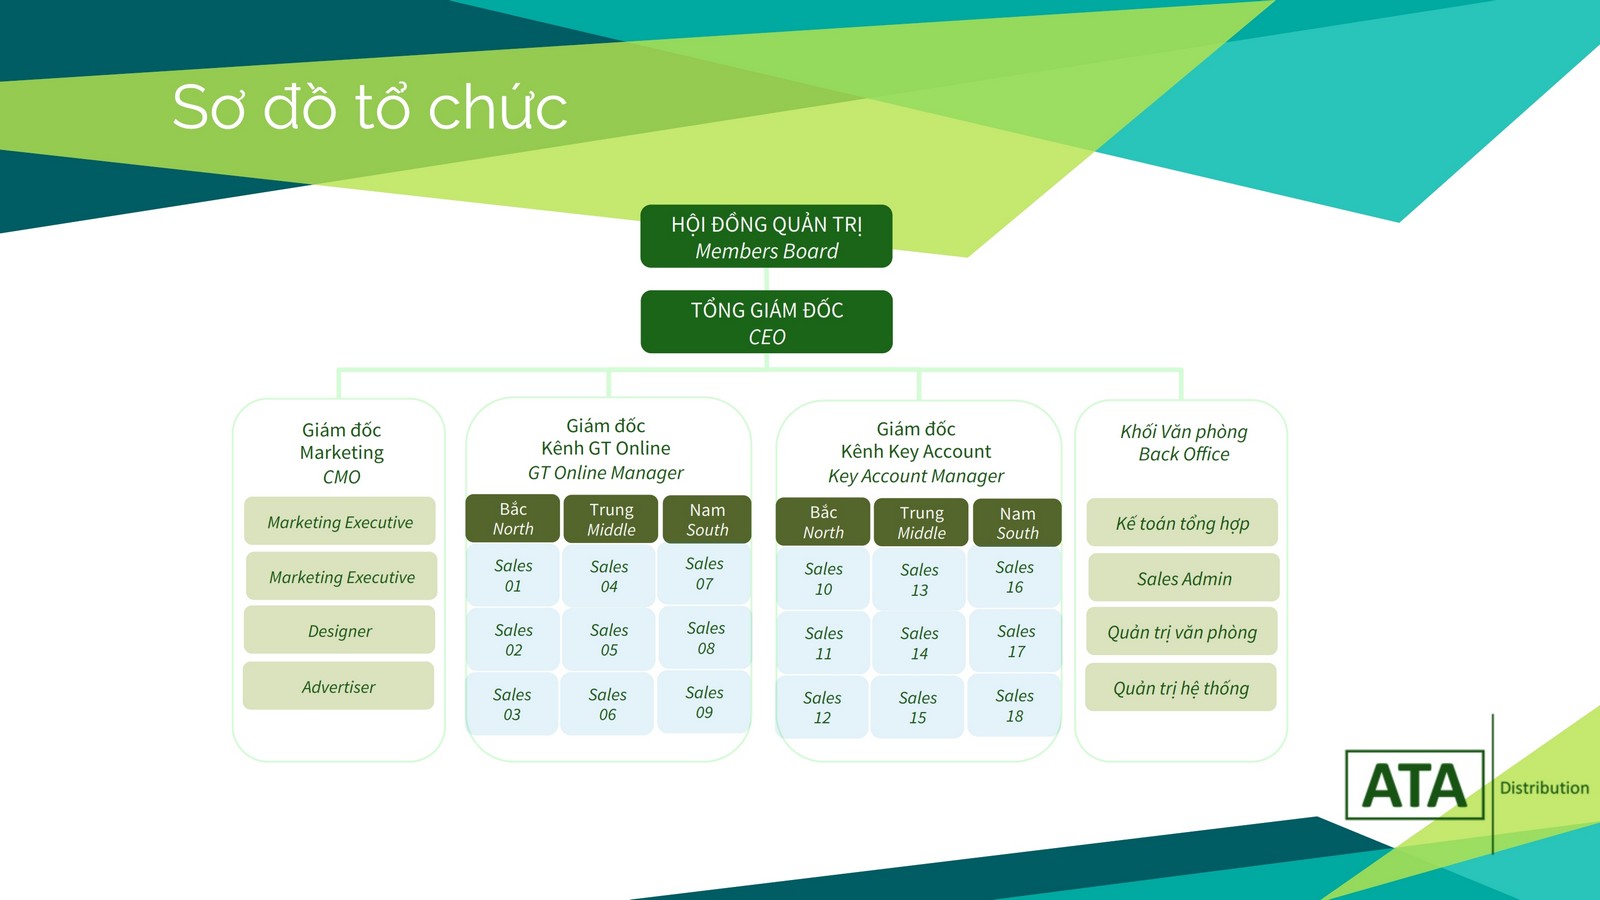 Sơ đồ tổ chức
HỘI ĐỒNG QUẢN TRỊ
Members Board
TỔNG GIÁM ĐỐC
CEO
Giám đốc
Marketing
CMO
Marketing Executive
Marketing Executive
Designer
Advertiser
Giám đốc
Kênh GT Online
GT Online Manager
Bắc
North
Sales
01
Sales
02
Sales
03
Trung
Middle
Sales
04
Sales
05
Sales
06
Nam
South
Sales
07
Sales
08
Sales
09
Giám đốc
Kênh Key Account
Key Account Manager
Bắc
North
Sales
10
Sales
11
Sales
12
Trung
Middle
Sales
13
Sales
14
Sales
15
Nam
South
Sales
16
Sales
17
Sales
18
Khối Văn phòng
Back Office
Kế toán tổng hợp
Sales Admin
Quản trị văn phòng
Quản trị hệ thống
ATA
Distribution